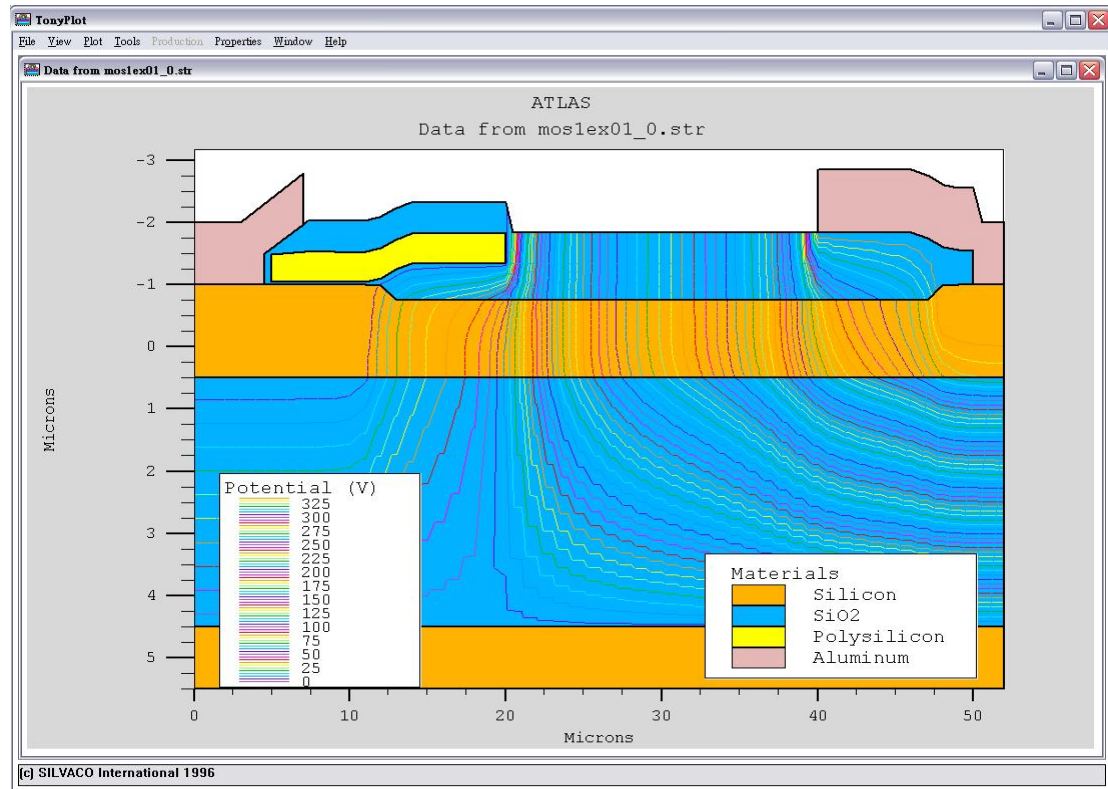 TonyPlot
File View Plot Tools Production Properties Window Help
Data from mos1ex01_0.str
ATLAS
Data from mos1ex01_0.str
-3
-2
-1
0
1
2
3
4
5
Microns
Potential (V)
325
300
275
250
225
200
175
150
125
100
75
50
25
0
Materials
Silicon
SiO2
Polysilicon
Aluminum
0 10 20 30 40 50
Microns
(c) SILVACO International 1996